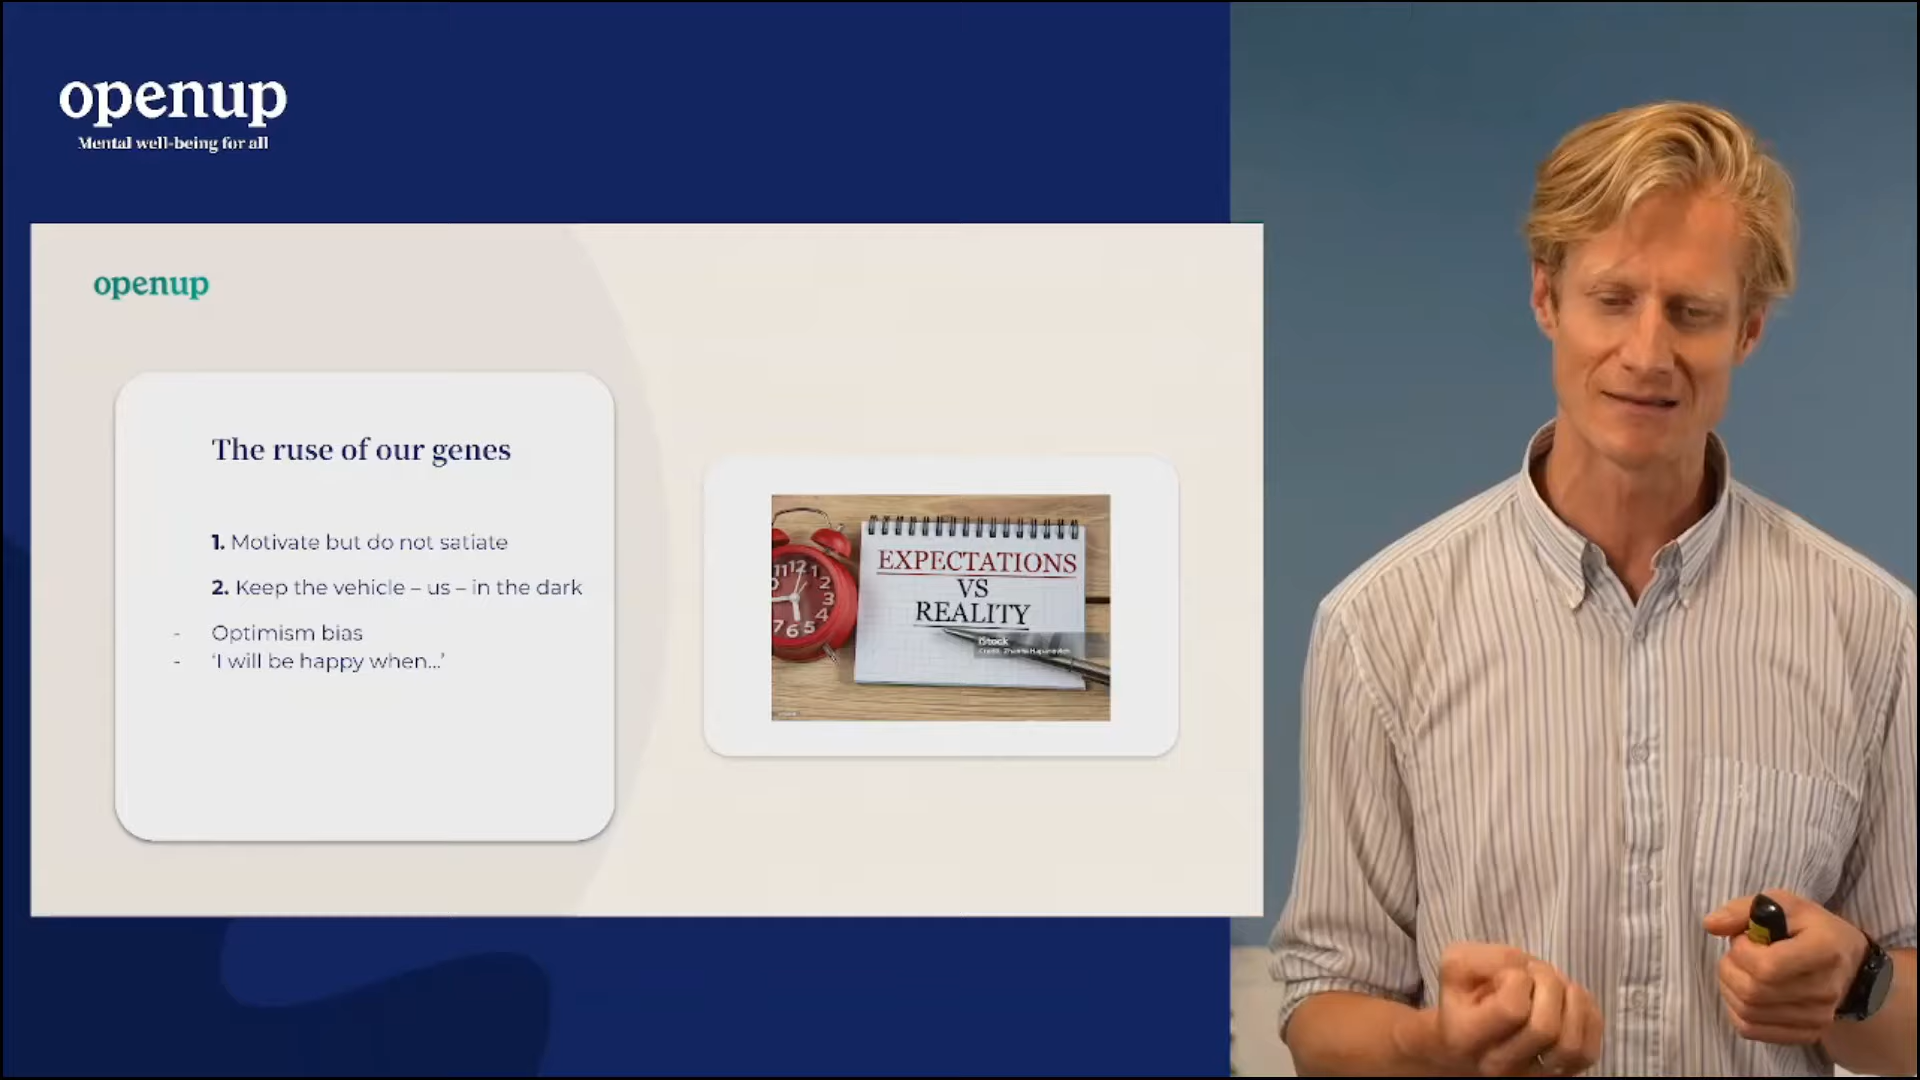 openup
Mental well-being for all
openup
The ruse of our genes
1. Motivate but do not satiate
2. Keep the vehicle – us – in the dark
- Optimism bias
- ‘I will be happy when...’
EXPECTATIONS
VS
REALITY
iStock